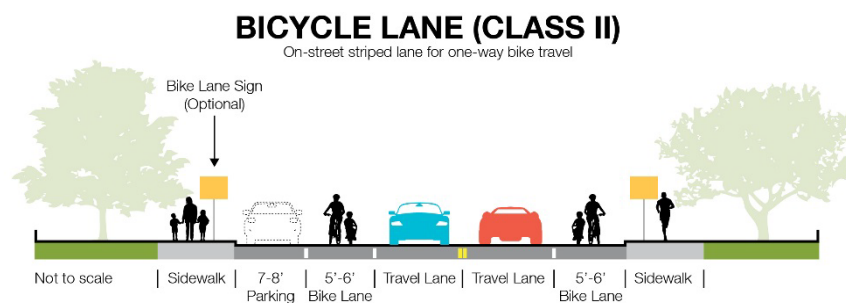 BICYCLE LANE (CLASS II)
On-street striped lane for one-way bike travel
Bike Lane Sign
(Optional)
Not to scale
Sidewalk
7-8'
Parking
5'-6'
Bike Lane
Travel Lane
Travel Lane
5'-6'
Bike Lane
Sidewalk